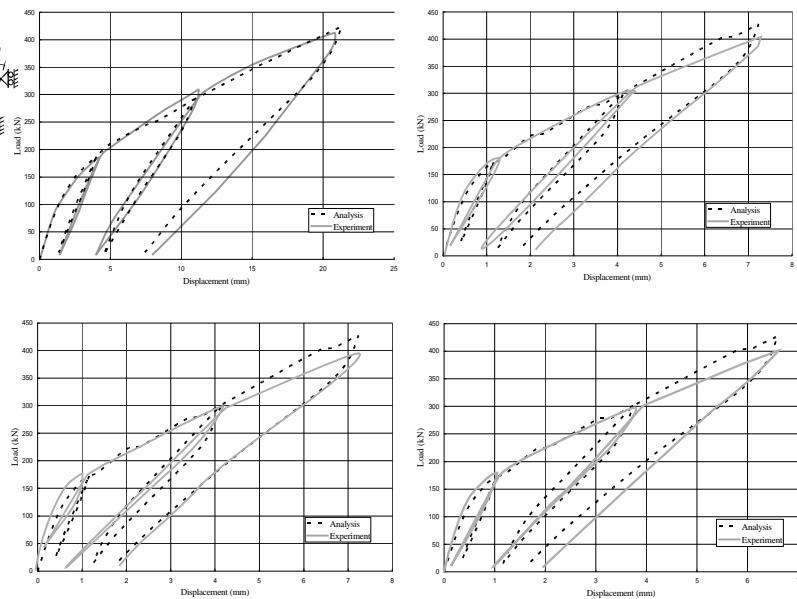 450
400
350
300
250
200
150
100
50
0
Load (kN)
0 5 10 15 20 25
Displacement (mm)
Analysis
Experiment
450
400
350
300
250
200
150
100
50
0
Load (kN)
0 1 2 3 4 5 6 7 8
Displacement (mm)
Analysis
Experiment
450
400
350
300
250
200
150
100
50
0
Load (kN)
0 1 2 3 4 5 6 7 8
Displacement (mm)
Analysis
Experiment
450
400
350
300
250
200
150
100
50
0
Load (kN)
0 1 2 3 4 5 6
Displacement (mm)
Analysis
Experiment